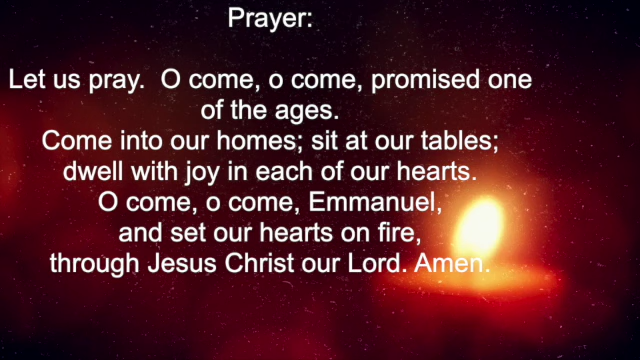 Prayer:
Let us pray.  O come, o come, promised one
of the ages.
Come into our homes; sit at our tables;
dwell with joy in each of our hearts.
O come, o come, Emmanuel,
and set our hearts on fire,
through Jesus Christ our Lord. Amen.